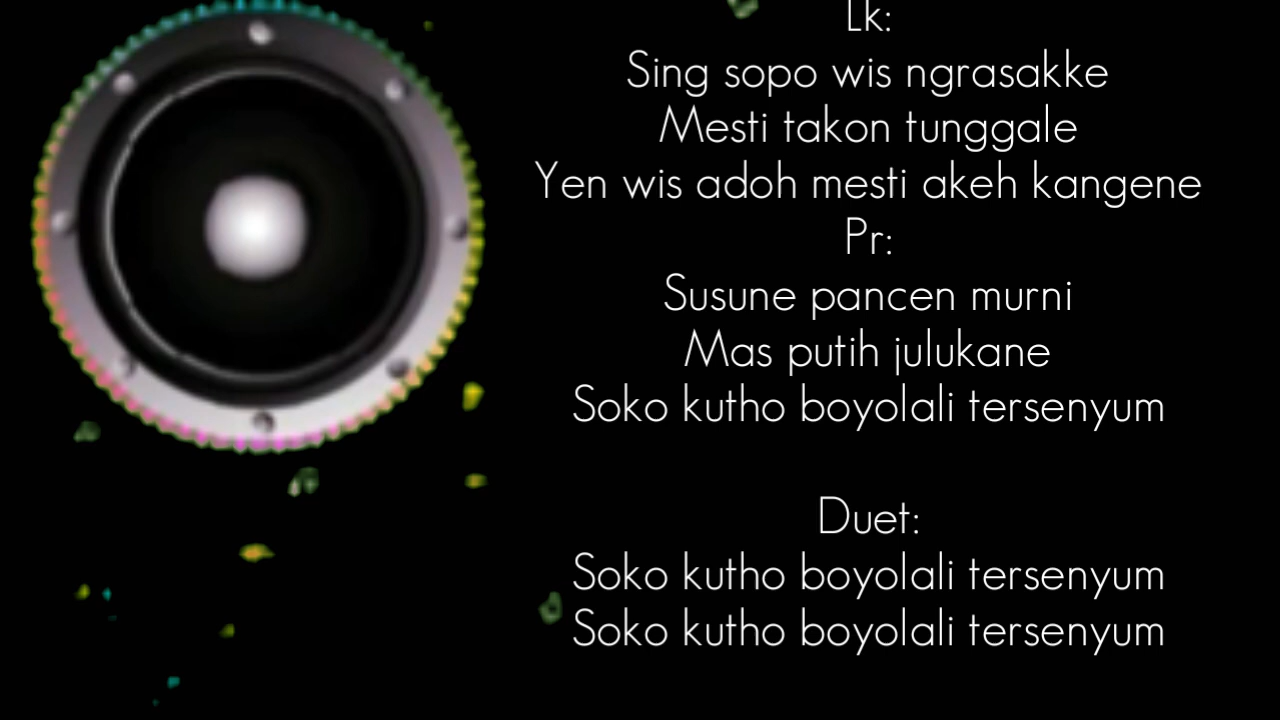 Lk:
Sing sopo wis ngrasakke
Mesti takon tunggale
Yen wis adoh mesti akeh kangene
Pr:
Susune pancen murni
Mas putih julukane
Soko kutho boyolali tersenyum
Duet:
Soko kutho boyolali tersenyum
Soko kutho boyolali tersenyum